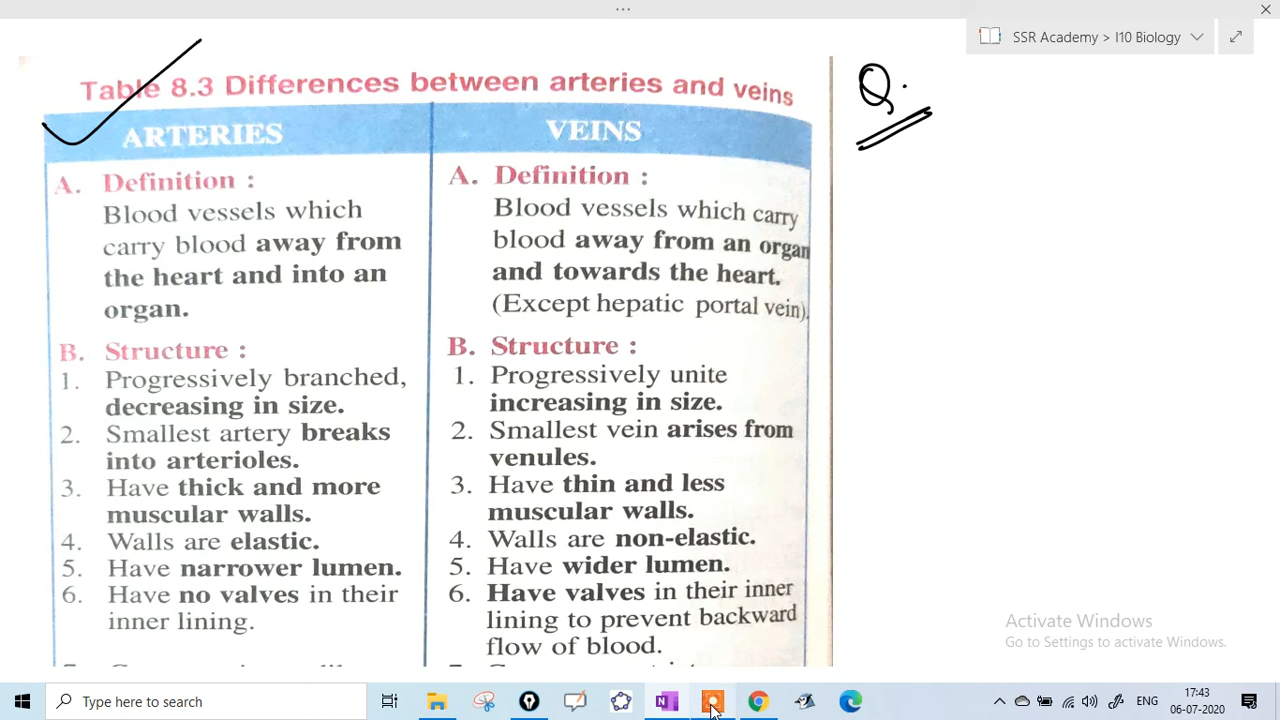 SSR Academy > I10 Biology
Table 8.3 Differences between arteries and veins
Q.
ARTERIES
A. Definition :
Blood vessels which
carry blood away from
the heart and into an
organ.
B. Structure :
1. Progressively branched,
decreasing in size.
2. Smallest artery breaks
into arterioles.
3. Have thick and more
muscular walls.
4. Walls are elastic.
5. Have narrower lumen.
6. Have no valves in their
inner lining.
VEINS
A. Definition :
Blood vessels which carry
blood away from an organ
and towards the heart.
(Except hepatic portal vein).
B. Structure :
1. Progressively unite
increasing in size.
2. Smallest vein arises from
venules.
3. Have thin and less
muscular walls.
4. Walls are non-elastic.
5. Have wider lumen.
6. Have valves in their inner
lining to prevent backward
flow of blood.
Activate Windows
Go to Settings to activate Windows.
Type here to search
ENG
17:43
06-07-2020